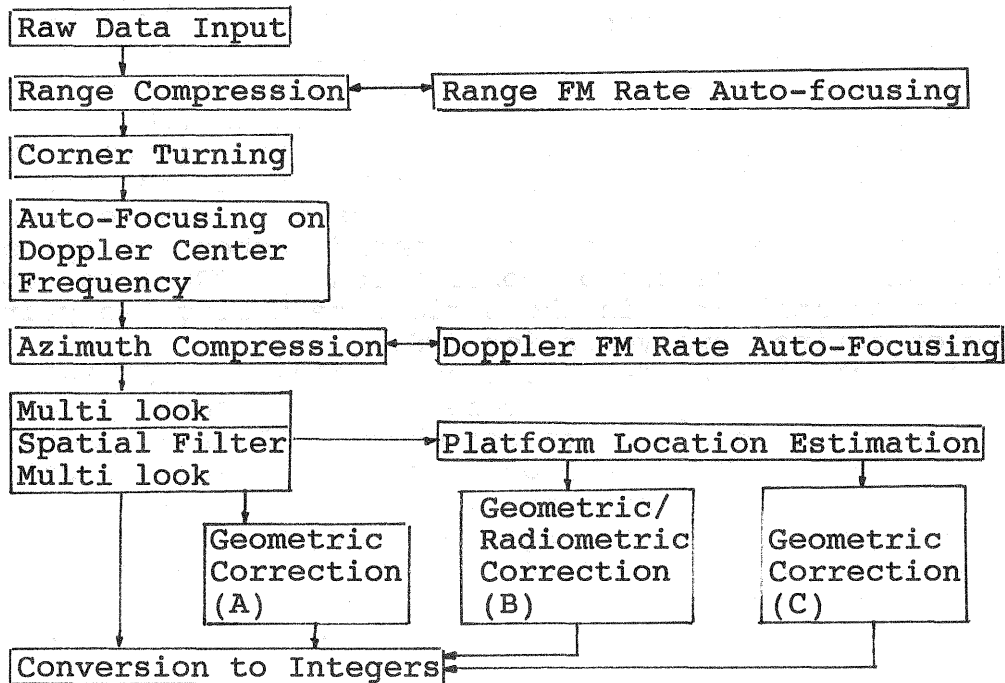 Raw Data Input
Range Compression
Range FM Rate Auto-focusing
Corner Turning
Auto-Focusing on
Doppler Center
Frequency
Azimuth Compression
Doppler FM Rate Auto-Focusing
Multi look
Spatial Filter
Multi look
Platform Location Estimation
Geometric
Correction
(A)
Geometric/
Radiometric
Correction
(B)
Geometric
Correction
(C)
Conversion to Integers